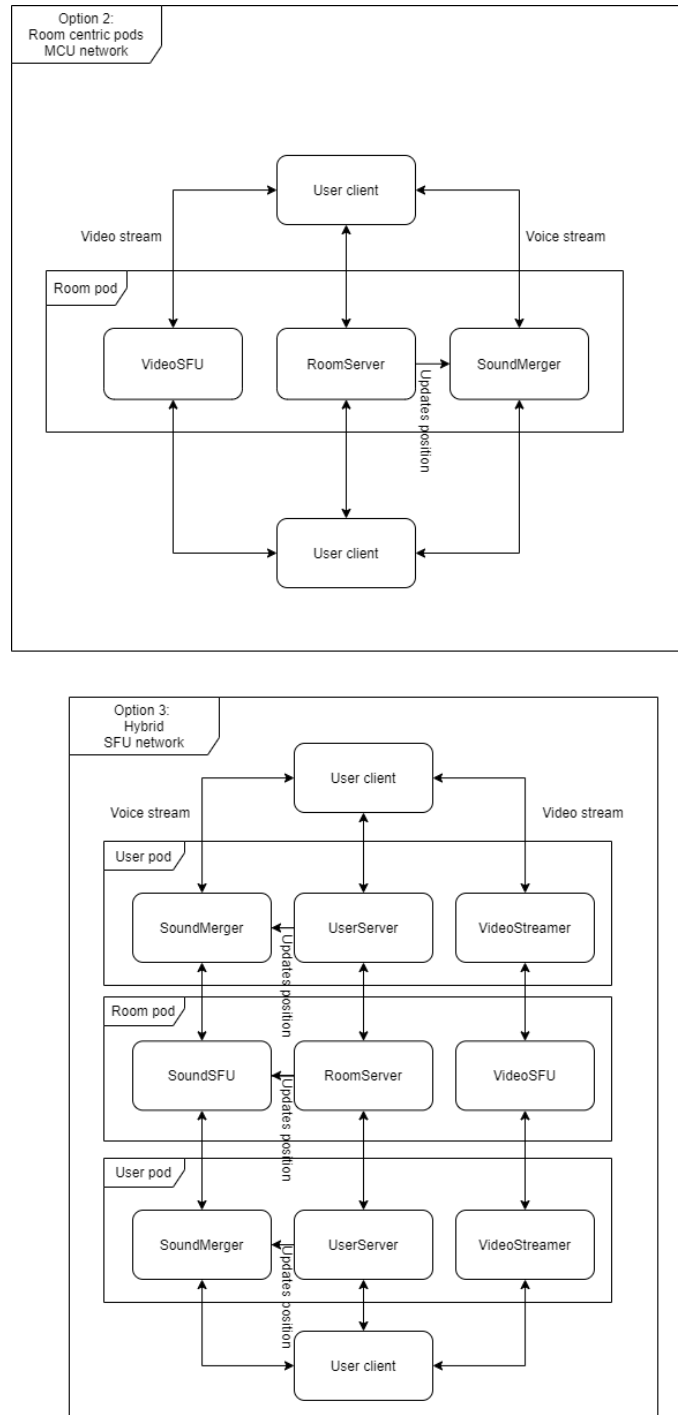 Option 2:
Room centric pods
MCU network
User client
Video stream
Voice stream
Room pod
VideoSFU
RoomServer
SoundMerger
Updates position
User client
Option 3:
Hybrid
SFU network
User client
Voice stream
Video stream
User pod
SoundMerger
UserServer
VideoStreamer
Updates position
Room pod
SoundSFU
RoomServer
VideoSFU
Updates position
User pod
SoundMerger
UserServer
VideoStreamer
Updates position
User client